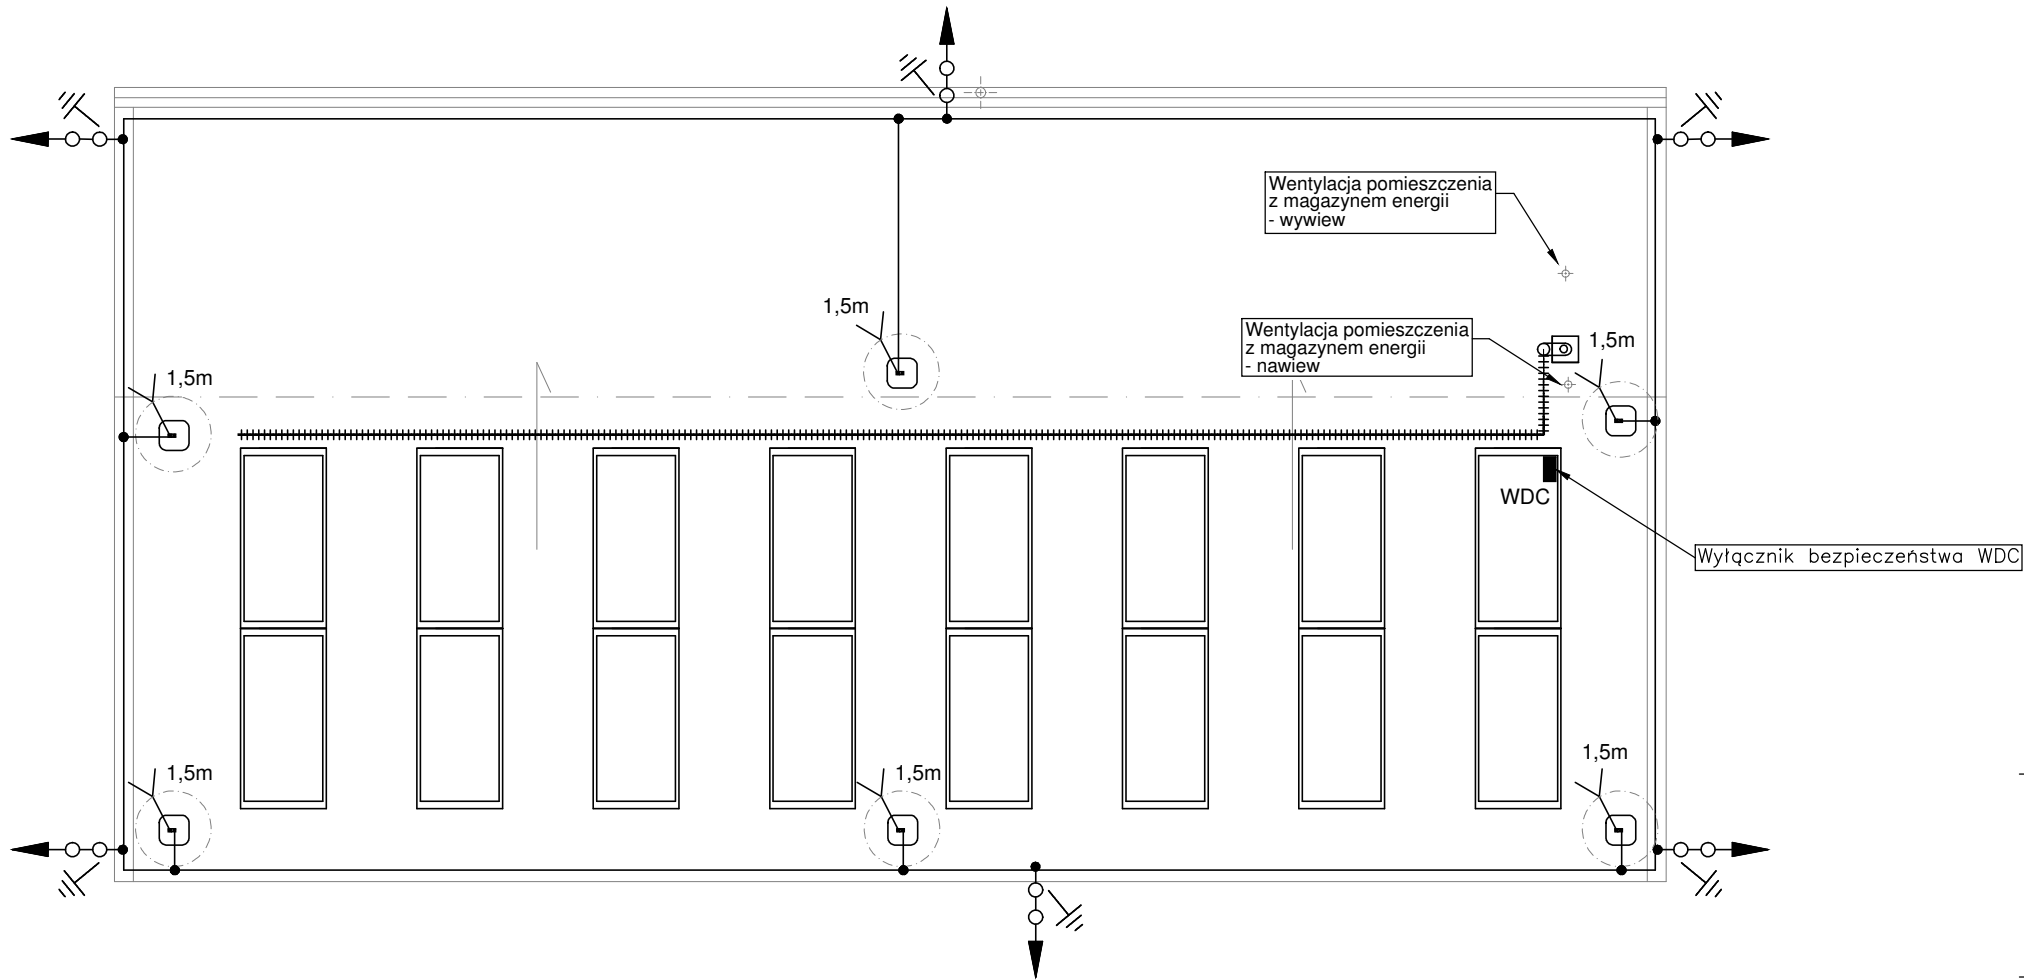 Wentylacja pomieszczenia
z magazynem energii
- wywiew
1,5m
Wentylacja pomieszczenia
z magazynem energii
- nawiew
1,5m
1,5m
WDC
Wyłącznik bezpieczeństwa WDC
1,5m
1,5m
1,5m